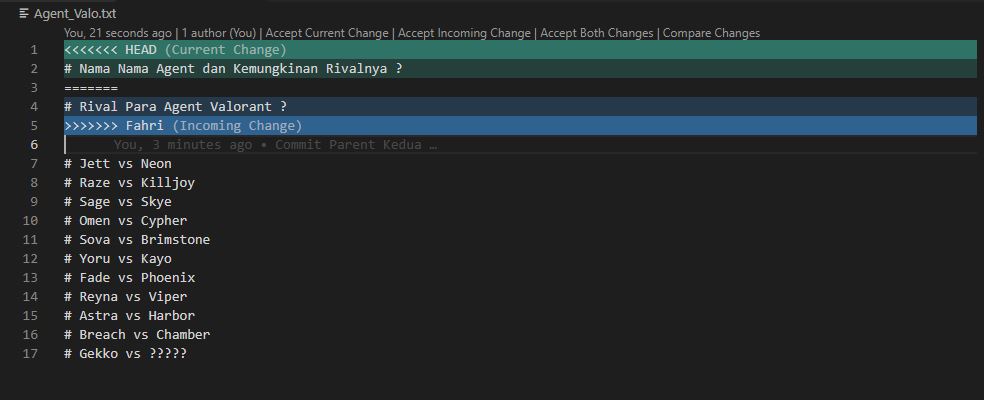 Agent_Valo.txt
You, 21 seconds ago | 1 author (You) | Accept Current Change | Accept Incoming Change | Accept Both Changes | Compare Changes
1 <<<<<<< HEAD (Current Change)
2 # Nama Nama Agent dan Kemungkinan Rivalnya ?
3 =======
4 # Rival Para Agent Valorant ?
5 >>>>>>> Fahri (Incoming Change)
6 You, 3 minutes ago • Commit Parent Kedua …
7 # Jett vs Neon
8 # Raze vs Killjoy
9 # Sage vs Skye
10 # Omen vs Cypher
11 # Sova vs Brimstone
12 # Yoru vs Kayo
13 # Fade vs Phoenix
14 # Reyna vs Viper
15 # Astra vs Harbor
16 # Breach vs Chamber
17 # Gekko vs ?????